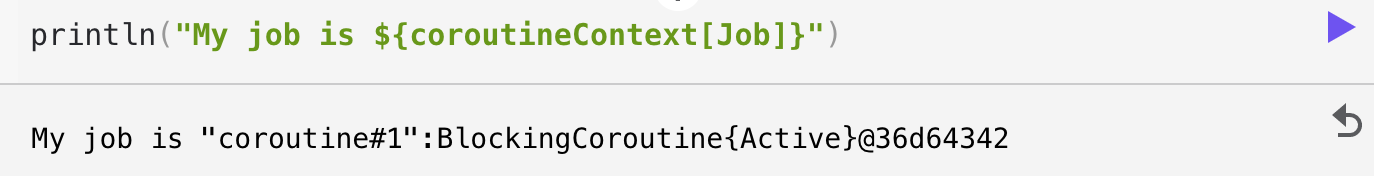 println("My job is ${coroutineContext[Job]}")
My job is "coroutine#1":BlockingCoroutine{Active}@36d64342